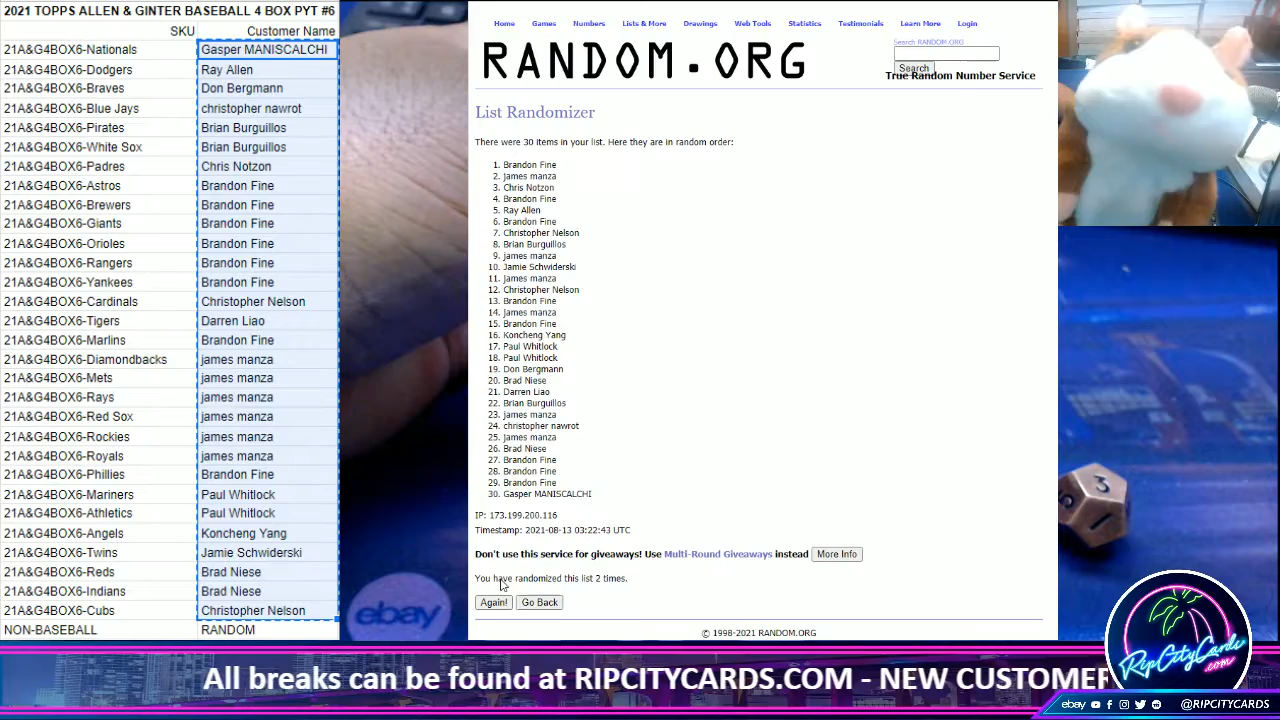 2021 TOPPS ALLEN & GINTER BASEBALL 4 BOX PYT #6
SKU Customer Name
21A&G4BOX6-Nationals Gasper MANISCALCHI
21A&G4BOX6-Dodgers Ray Allen
21A&G4BOX6-Braves Don Bergmann
21A&G4BOX6-Blue Jays christopher nawrot
21A&G4BOX6-Pirates Brian Burguillos
21A&G4BOX6-White Sox Brian Burguillos
21A&G4BOX6-Padres Chris Notzon
21A&G4BOX6-Astros Brandon Fine
21A&G4BOX6-Brewers Brandon Fine
21A&G4BOX6-Giants Brandon Fine
21A&G4BOX6-Orioles Brandon Fine
21A&G4BOX6-Rangers Brandon Fine
21A&G4BOX6-Yankees Brandon Fine
21A&G4BOX6-Cardinals Christopher Nelson
21A&G4BOX6-Tigers Darren Liao
21A&G4BOX6-Marlins Brandon Fine
21A&G4BOX6-Diamondbacks james manza
21A&G4BOX6-Mets james manza
21A&G4BOX6-Rays james manza
21A&G4BOX6-Red Sox james manza
21A&G4BOX6-Rockies james manza
21A&G4BOX6-Royals james manza
21A&G4BOX6-Phillies Brandon Fine
21A&G4BOX6-Mariners Paul Whitlock
21A&G4BOX6-Athletics Paul Whitlock
21A&G4BOX6-Angels Koncheng Yang
21A&G4BOX6-Twins Jamie Schwiderski
21A&G4BOX6-Reds Brad Niese
21A&G4BOX6-Indians Brad Niese
21A&G4BOX6-Cubs Christopher Nelson
NON-BASEBALL RANDOM
Home Games Numbers Lists & More Drawings Web Tools Statistics Testimonials Learn More Login
RANDOM.ORG
Search RANDOM.ORG
Search
True Random Number Service
List Randomizer
There were 30 items in your list. Here they are in random order:
1. Brandon Fine
2. james manza
3. Chris Notzon
4. Brandon Fine
5. Ray Allen
6. Brandon Fine
7. Christopher Nelson
8. Brian Burguillos
9. james manza
10. Jamie Schwiderski
11. james manza
12. Christopher Nelson
13. Brandon Fine
14. james manza
15. Brandon Fine
16. Koncheng Yang
17. Paul Whitlock
18. Paul Whitlock
19. Don Bergmann
20. Brad Niese
21. Darren Liao
22. Brian Burguillos
23. james manza
24. christopher nawrot
25. james manza
26. Brad Niese
27. Brandon Fine
28. Brandon Fine
29. Brandon Fine
30. Gasper MANISCALCHI
IP: 173.199.200.116
Timestamp: 2021-08-13 03:22:43 UTC
Don't use this service for giveaways! Use Multi-Round Giveaways instead More Info
You have randomized this list 2 times.
Again! Go Back
© 1998-2021 RANDOM.ORG
3
ebay
All breaks can be found at RIPCITYCARDS.COM - NEW CUSTOMER
RipCityCards
.com
ebay @RIPCITYCARDS